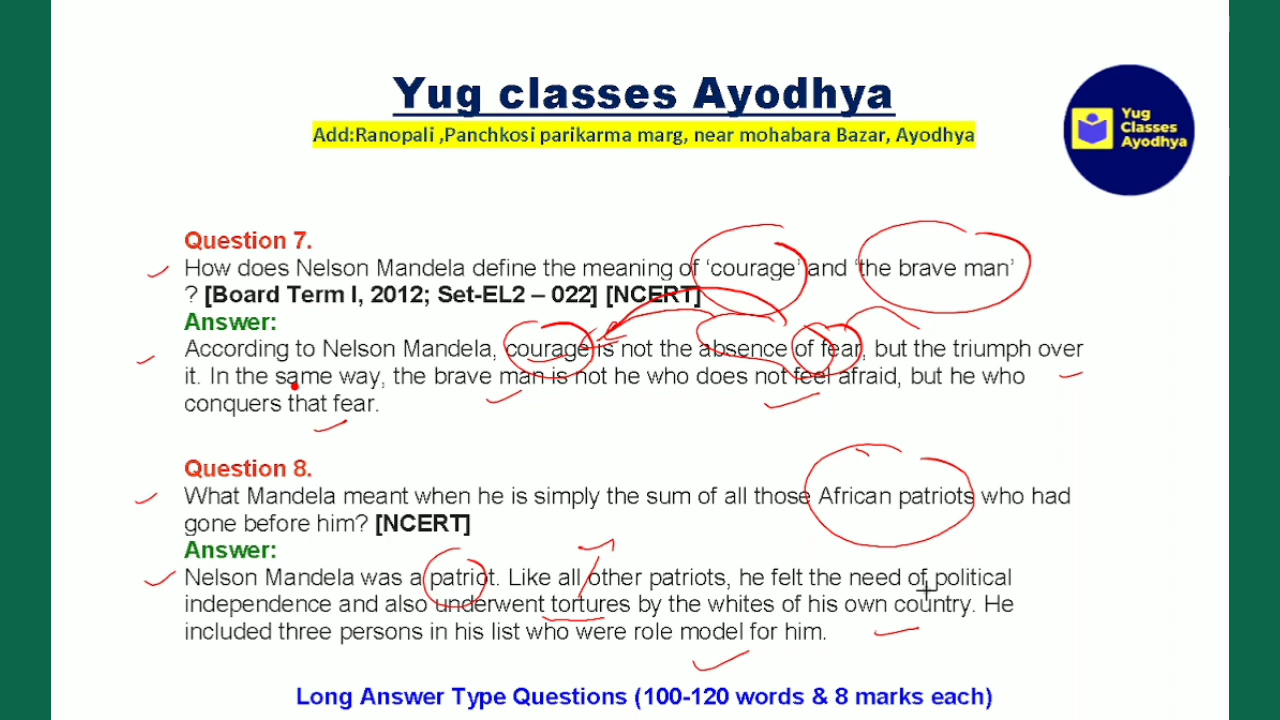 Yug classes Ayodhya
Add:Ranopali ,Panchkosi parikarma marg, near mohabara Bazar, Ayodhya
Yug
Classes
Ayodhya
Question 7.
How does Nelson Mandela define the meaning of ‘courage’ and ‘the brave man’
? [Board Term I, 2012; Set-EL2 – 022] [NCERT]
Answer:
According to Nelson Mandela, courage is not the absence of fear, but the triumph over
it. In the same way, the brave man is not he who does not feel afraid, but he who
conquers that fear.
Question 8.
What Mandela meant when he is simply the sum of all those African patriots who had
gone before him? [NCERT]
Answer:
Nelson Mandela was a patriot. Like all other patriots, he felt the need of political
independence and also underwent tortures by the whites of his own country. He
included three persons in his list who were role model for him.
Long Answer Type Questions (100-120 words & 8 marks each)